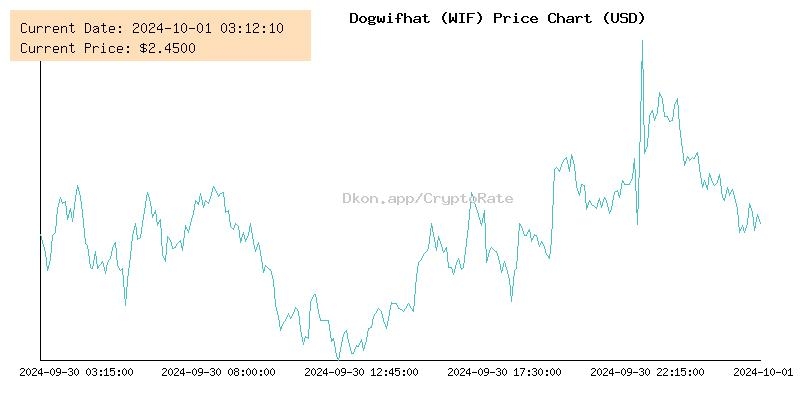 Dogwifhat (WIF) Price Chart (USD)
Current Date: 2024-10-01 03:12:10
Current Price: $2.4500
Dkon.app/CryptoRate
2024-09-30 03:15:00 2024-09-30 08:00:00 2024-09-30 12:45:00 2024-09-30 17:30:00 2024-09-30 22:15:00 2024-10-01